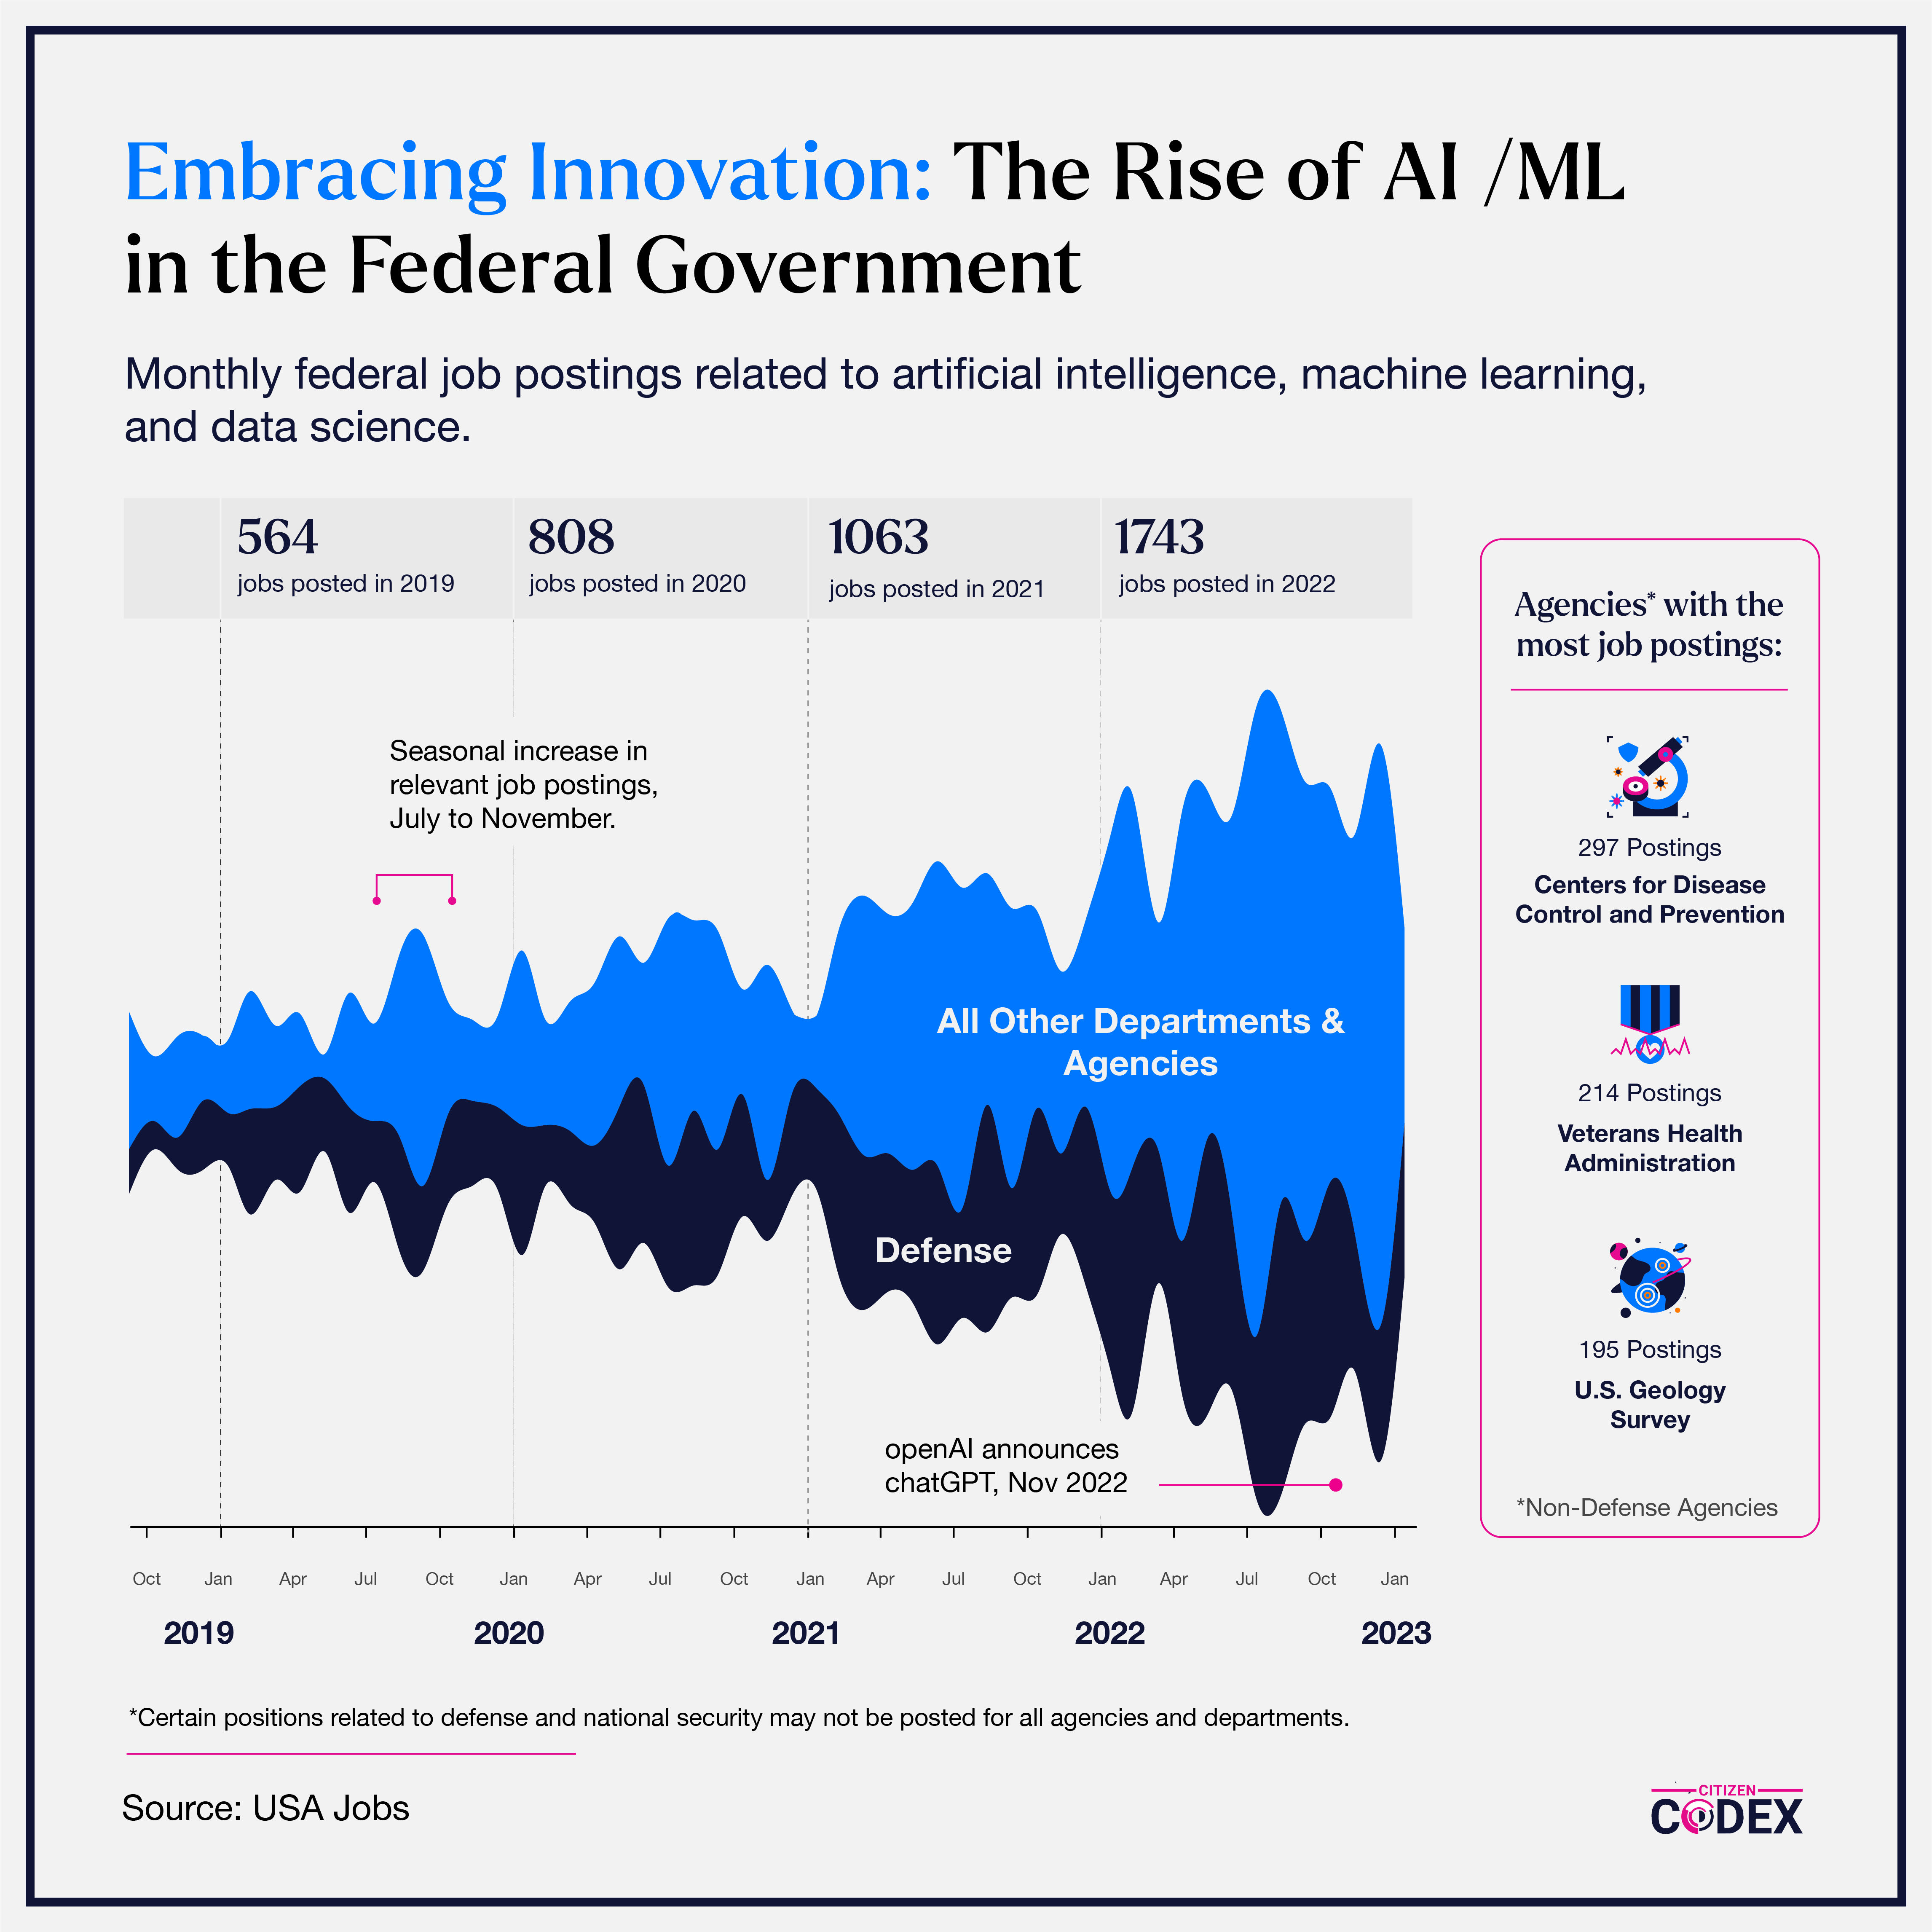 Embracing Innovation: The Rise of AI /ML
in the Federal Government
Monthly federal job postings related to artificial intelligence, machine learning,
and data science.
564
jobs posted in 2019
808
jobs posted in 2020
1063
jobs posted in 2021
1743
jobs posted in 2022
Seasonal increase in
relevant job postings,
July to November.
All Other Departments &
Agencies
Defense
openAI announces
chatGPT, Nov 2022
Oct Jan Apr Jul Oct Jan Apr Jul Oct Jan Apr Jul Oct Jan Apr Jul Oct Jan
2019 2020 2021 2022 2023
Agencies* with the
most job postings:
297 Postings
Centers for Disease
Control and Prevention
214 Postings
Veterans Health
Administration
195 Postings
U.S. Geology
Survey
*Non-Defense Agencies
*Certain positions related to defense and national security may not be posted for all agencies and departments.
Source: USA Jobs
CITIZEN
CODEX